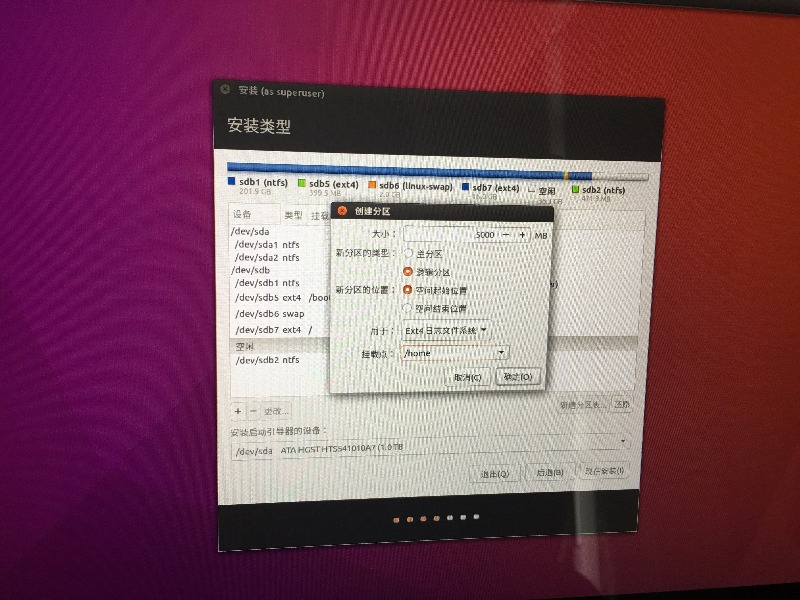 安装 (as superuser)
安装类型
sdb1 (ntfs) sdb5 (ext4) sdb6 (linux-swap) sdb7 (ext4) 空闲 sdb2 (ntfs)
201.9 GB 399.5 MB 2.0 GB
设备 类型 挂载
/dev/sda
/dev/sda1 ntfs
/dev/sda2 ntfs
/dev/sdb
/dev/sdb1 ntfs
/dev/sdb5 ext4 /boo
/dev/sdb6 swap
/dev/sdb7 ext4 /
空闲
/dev/sdb2 ntfs
创建分区
大小: 5000 - + MB
新分区的类型: 主分区
逻辑分区
新分区的位置: 空间起始位置
空间结束位置
用于: Ext4 日志文件系统
挂载点: /home
取消(C) 确定(O)
+ - 更改... 新建分区表... 还原
安装启动引导器的设备:
/dev/sda ATA HGST HTS541010A7 (1.0 TB
退出(Q) 后退(B) 现在安装(I)